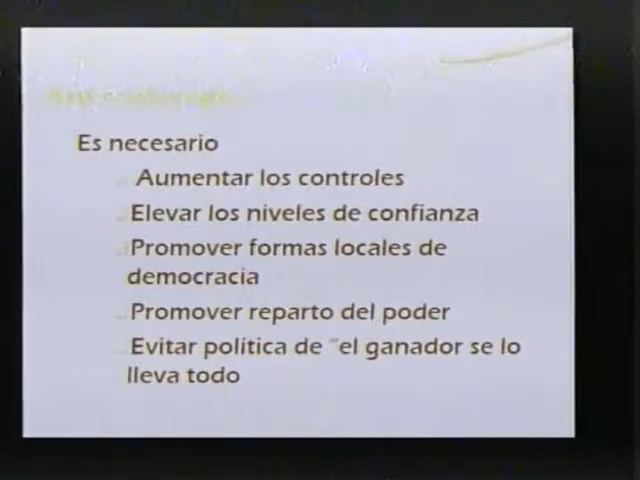 Es necesario
Aumentar los controles
Elevar los niveles de confianza
Promover formas locales de
democracia
Promover reparto del poder
Evitar política de "el ganador se lo
lleva todo